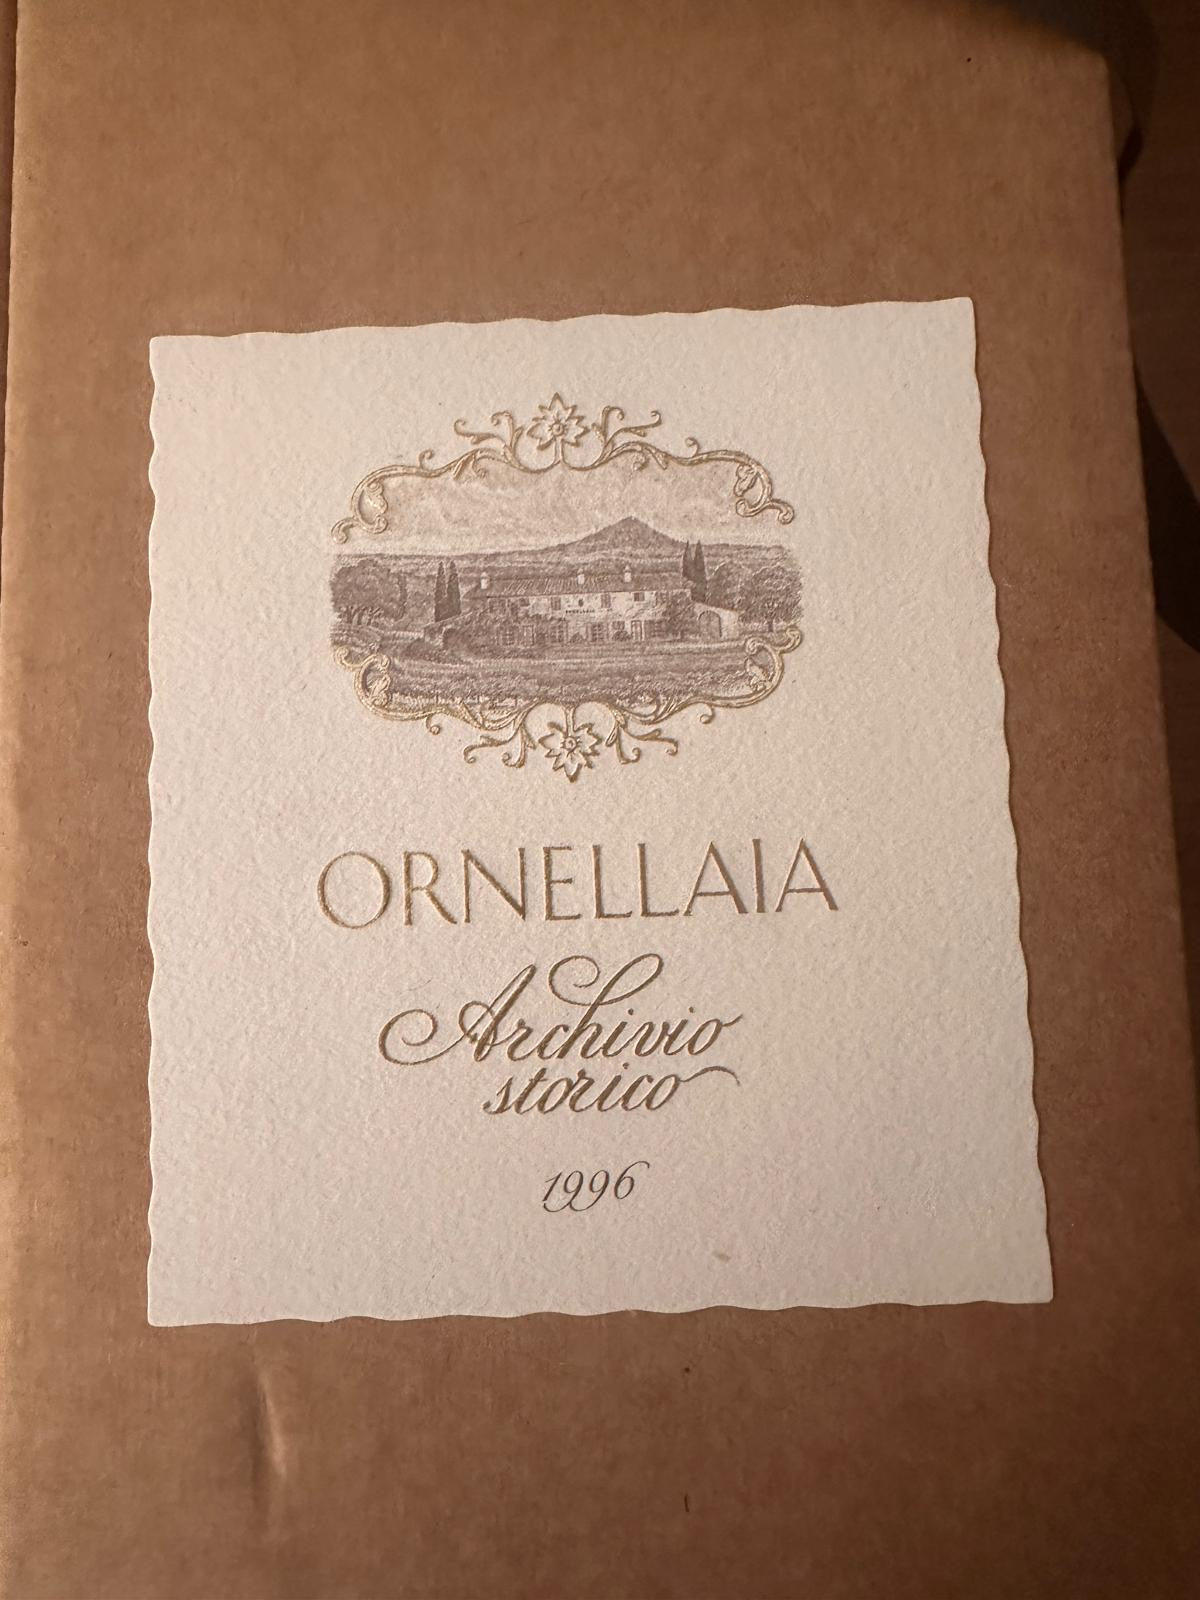 ORNELLAIA
Archivio
storico
1996